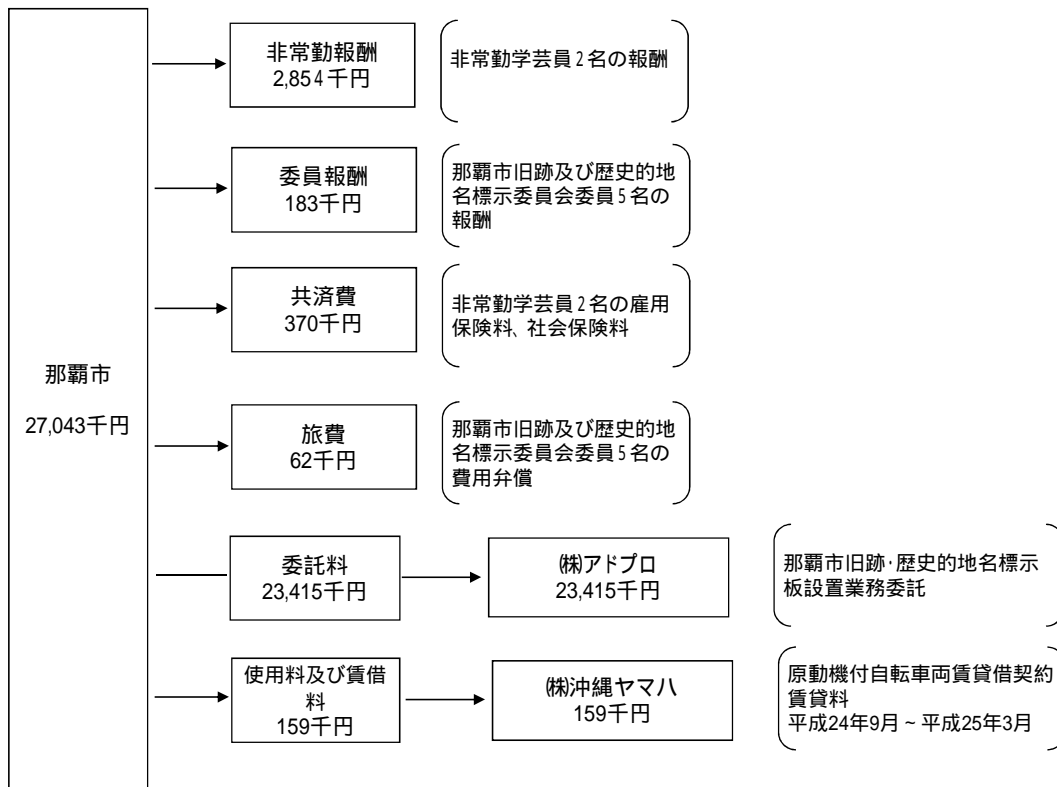 那覇市
27,043千円
非常勤報酬
2,854千円
非常勤学芸員2名の報酬
委員報酬
183千円
那覇市旧跡及び歴史的地
名標示委員会委員5名の
報酬
共済費
370千円
非常勤学芸員2名の雇用
保険料、社会保険料
旅費
62千円
那覇市旧跡及び歴史的地
名標示委員会委員5名の
費用弁償
委託料
23,415千円
㈱アドプロ
23,415千円
那覇市旧跡・歴史的地名標示
板設置業務委託
使用料及び賃借
料
159千円
㈱沖縄ヤマハ
159千円
原動機付自転車両賃貸借契約
賃貸料
平成24年9月~平成25年3月